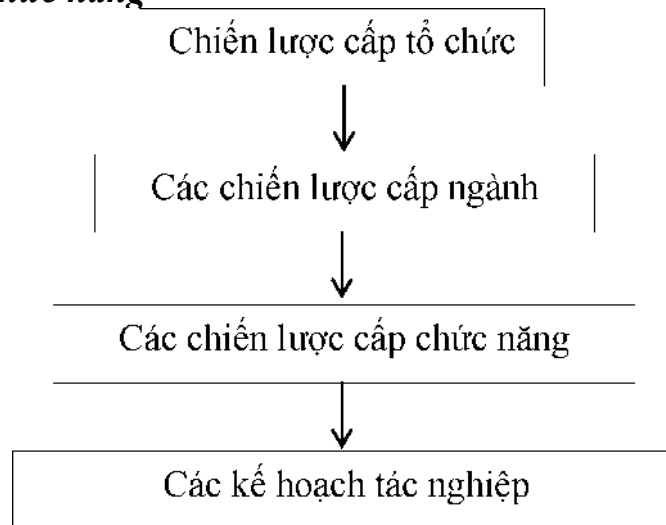 năng
Chiến lược cấp tổ chức
Các chiến lược cấp ngành
Các chiến lược cấp chức năng
Các kế hoạch tác nghiệp